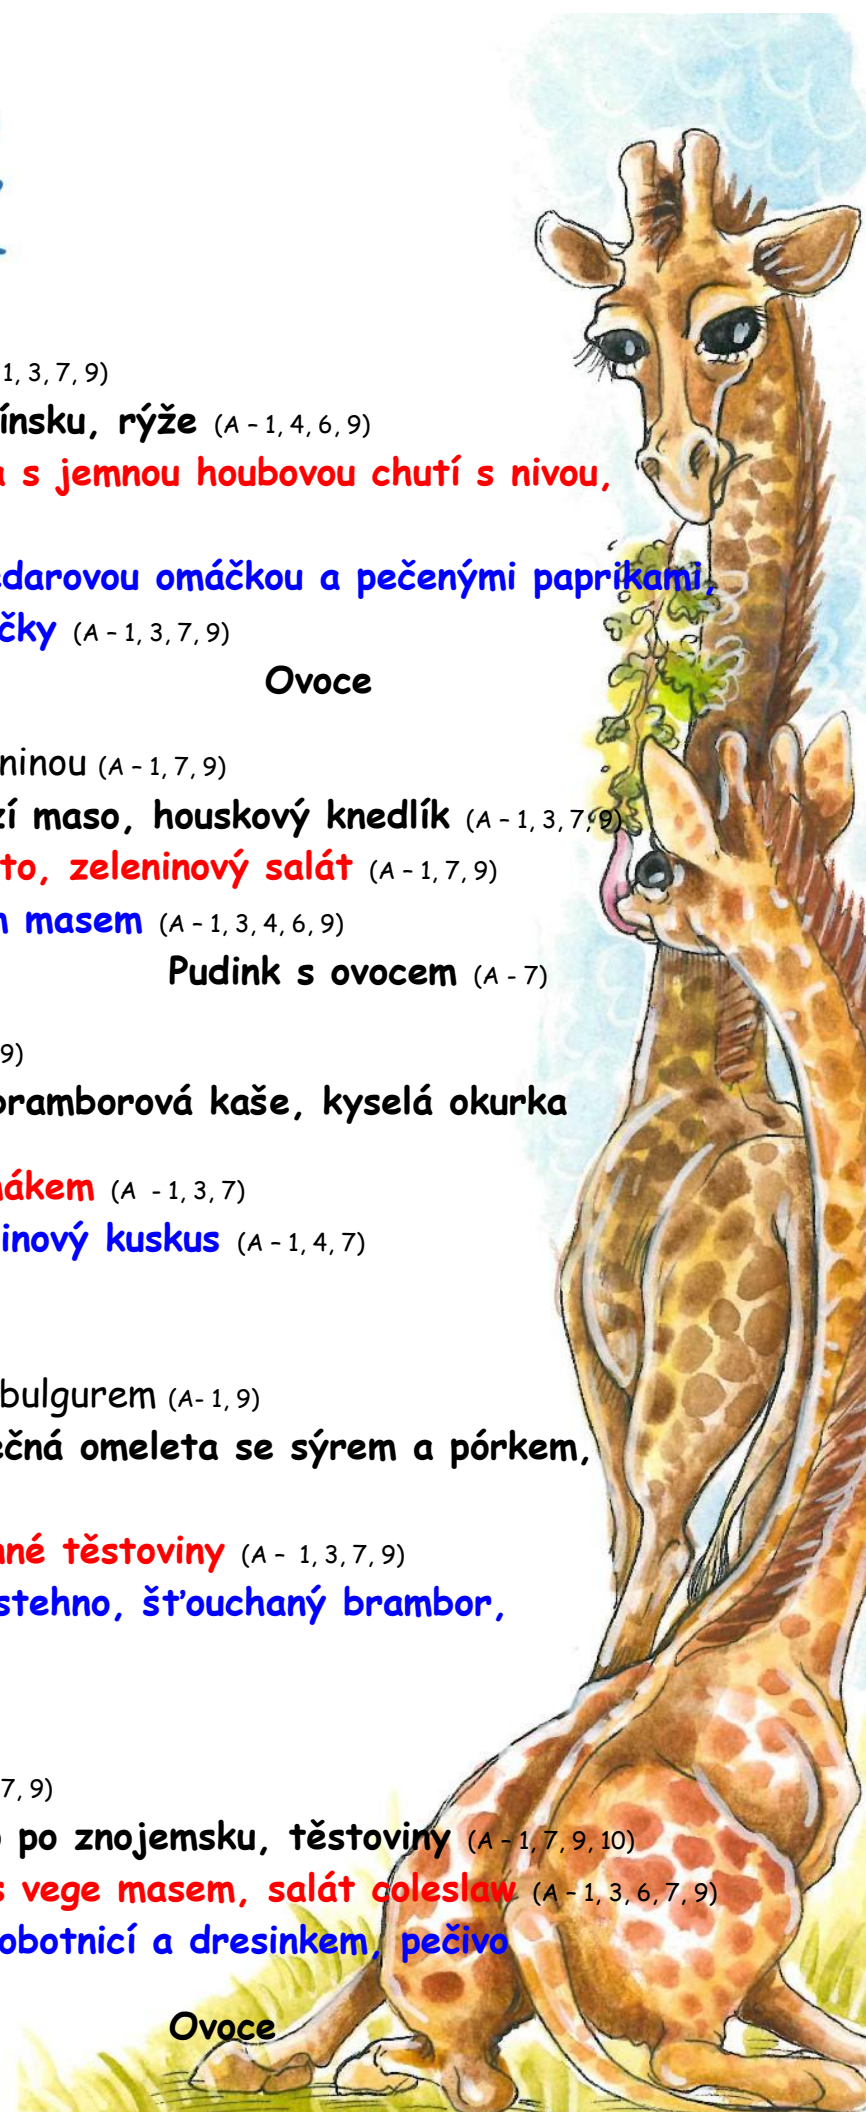 1, 3, 7, 9)
ínsku, rýže (A – 1, 4, 6, 9)
s jemnou houbovou chutí s nivou,
edarovou omáčkou a pečenými paprikami,
čky (A – 1, 3, 7, 9)
Ovoce
ninou (A – 1, 7, 9)
zí maso, houskový knedlík (A – 1, 3, 7, 9)
to, zeleninový salát (A – 1, 7, 9)
masem (A – 1, 3, 4, 6, 9)
Pudink s ovocem (A - 7)
9)
bramborová kaše, kyselá okurka
mákem (A - 1, 3, 7)
inový kuskus (A – 1, 4, 7)
bulgurem (A- 1, 9)
ečná omeleta se sýrem a pórkem,
nné těstoviny (A – 1, 3, 7, 9)
stehno, šťouchaný brambor,
7, 9)
po znojemsku, těstoviny (A – 1, 7, 9, 10)
s vege masem, salát coleslaw (A – 1, 3, 6, 7, 9)
obotnicí a dresinkem, pečivo
Ovoce